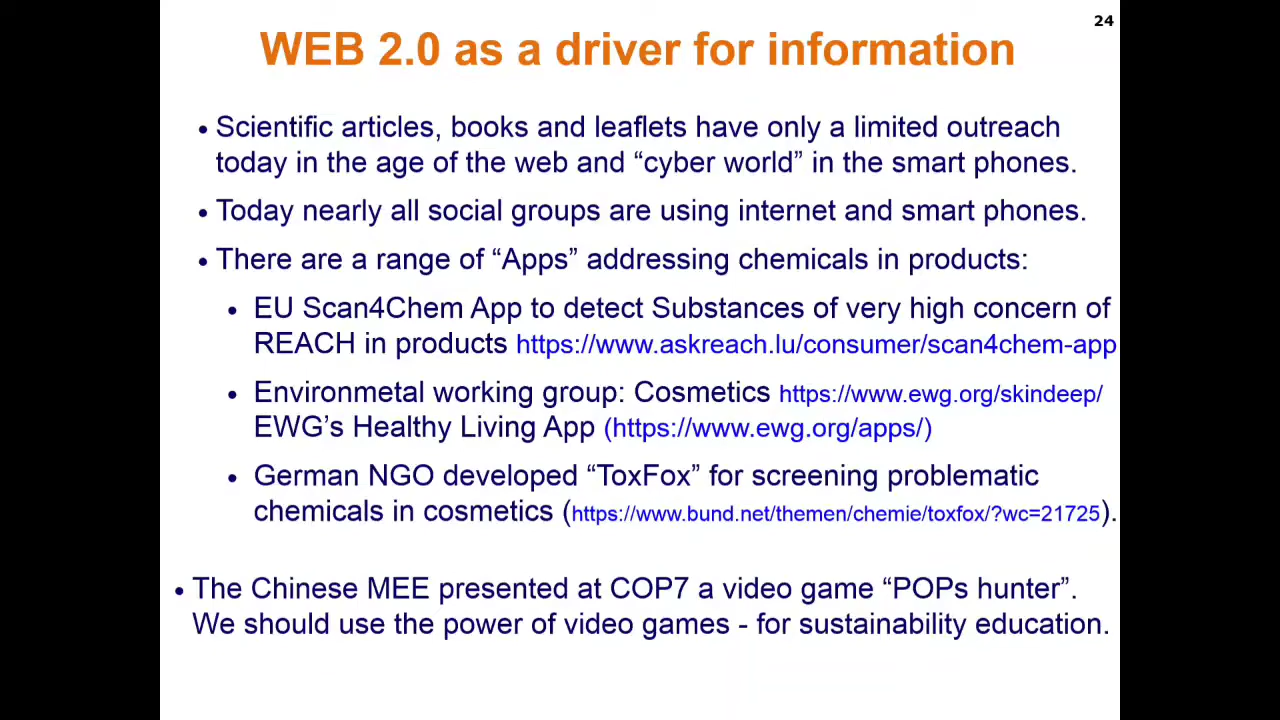 24
WEB 2.0 as a driver for information
• Scientific articles, books and leaflets have only a limited outreach
today in the age of the web and “cyber world” in the smart phones.
• Today nearly all social groups are using internet and smart phones.
• There are a range of “Apps” addressing chemicals in products:
• EU Scan4Chem App to detect Substances of very high concern of
REACH in products https://www.askreach.lu/consumer/scan4chem-app
• Environmetal working group: Cosmetics https://www.ewg.org/skindeep/
EWG’s Healthy Living App (https://www.ewg.org/apps/)
• German NGO developed “ToxFox” for screening problematic
chemicals in cosmetics (https://www.bund.net/themen/chemie/toxfox/?wc=21725).
• The Chinese MEE presented at COP7 a video game “POPs hunter”.
We should use the power of video games - for sustainability education.